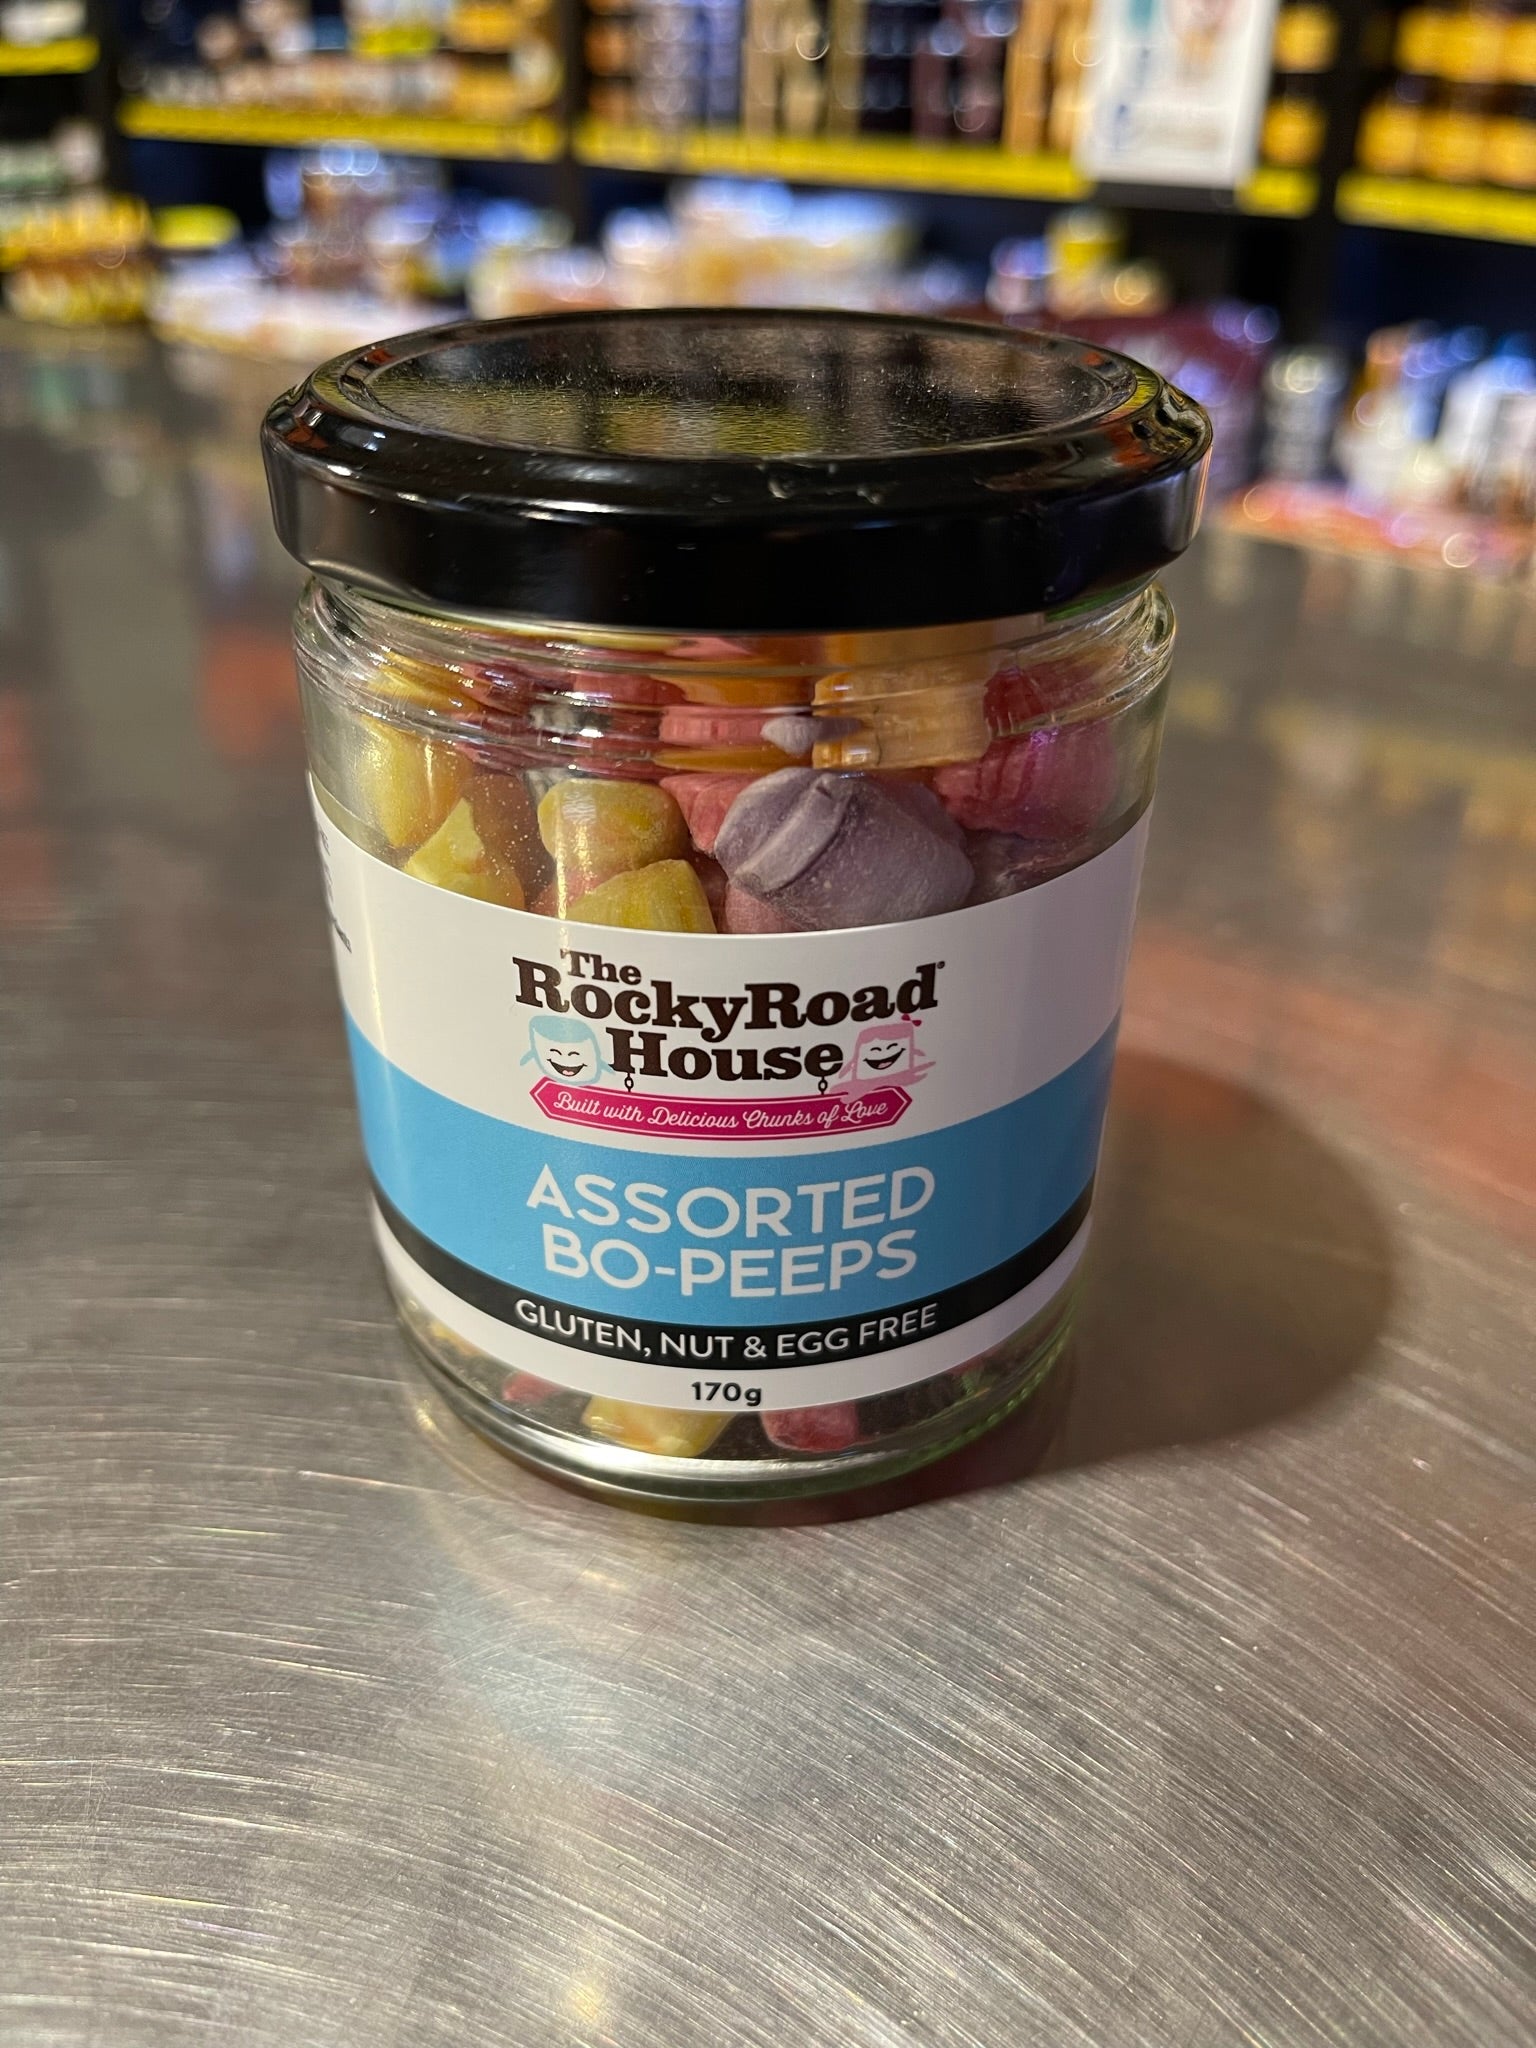 The
RockyRoad
House
Built with Delicious Chunks of Love
ASSORTED
BO-PEEPS
GLUTEN, NUT & EGG FREE
170g